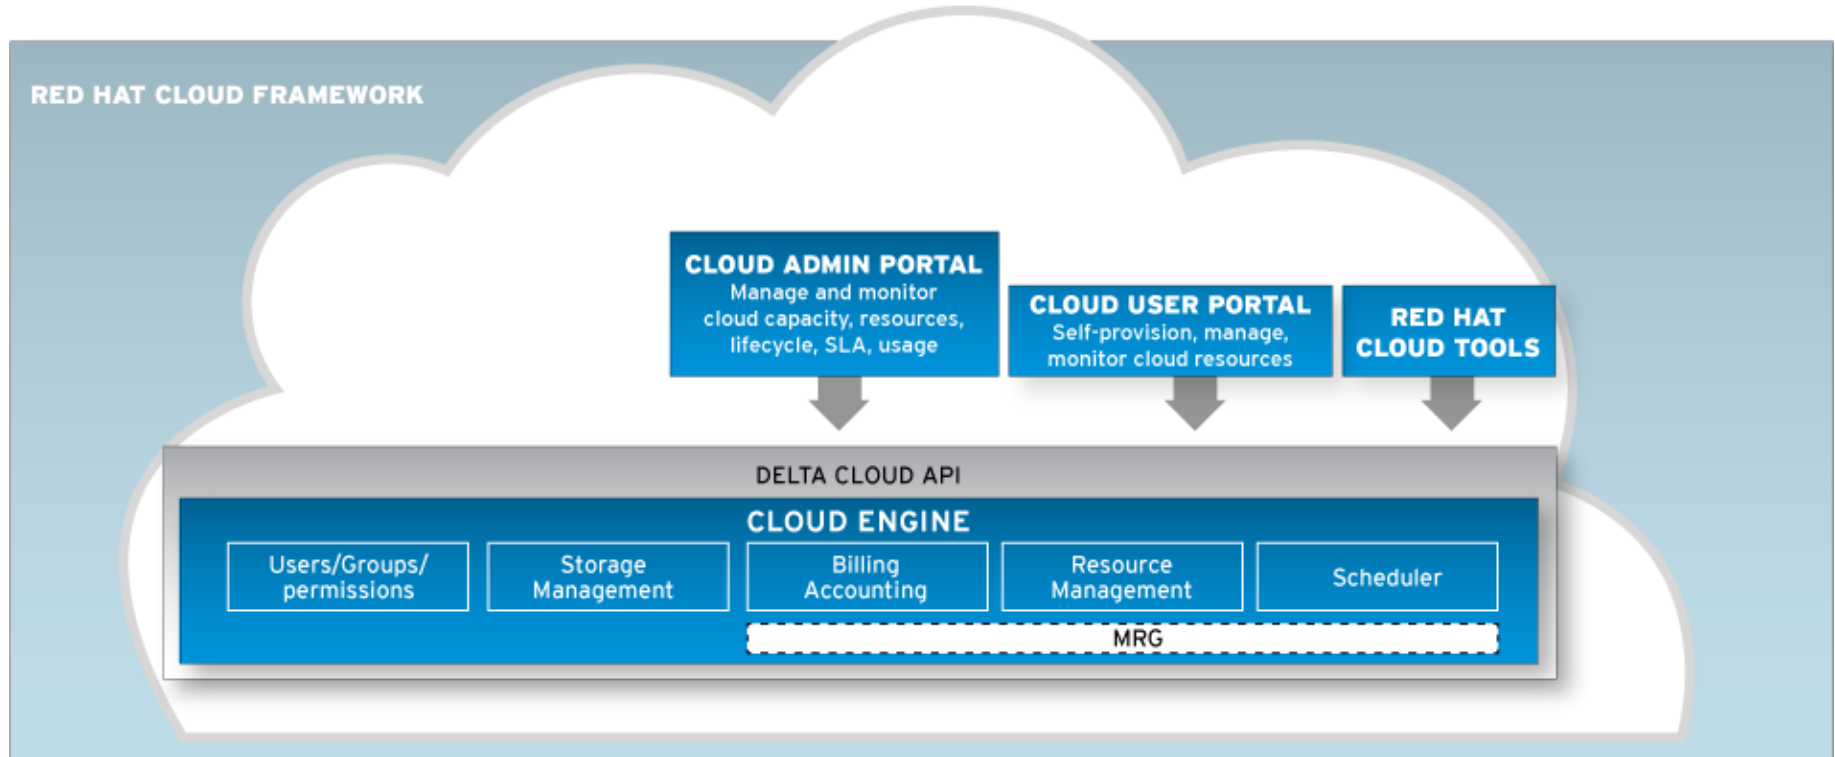 RED HAT CLOUD FRAMEWORK
CLOUD ADMIN PORTAL
Manage and monitor
cloud capacity, resources,
lifecycle, SLA, usage
CLOUD USER PORTAL
Self-provision, manage,
monitor cloud resources
RED HAT
CLOUD TOOLS
DELTA CLOUD API
CLOUD ENGINE
Users/Groups/
permissions
Storage
Management
Billing
Accounting
Resource
Management
Scheduler
MRG